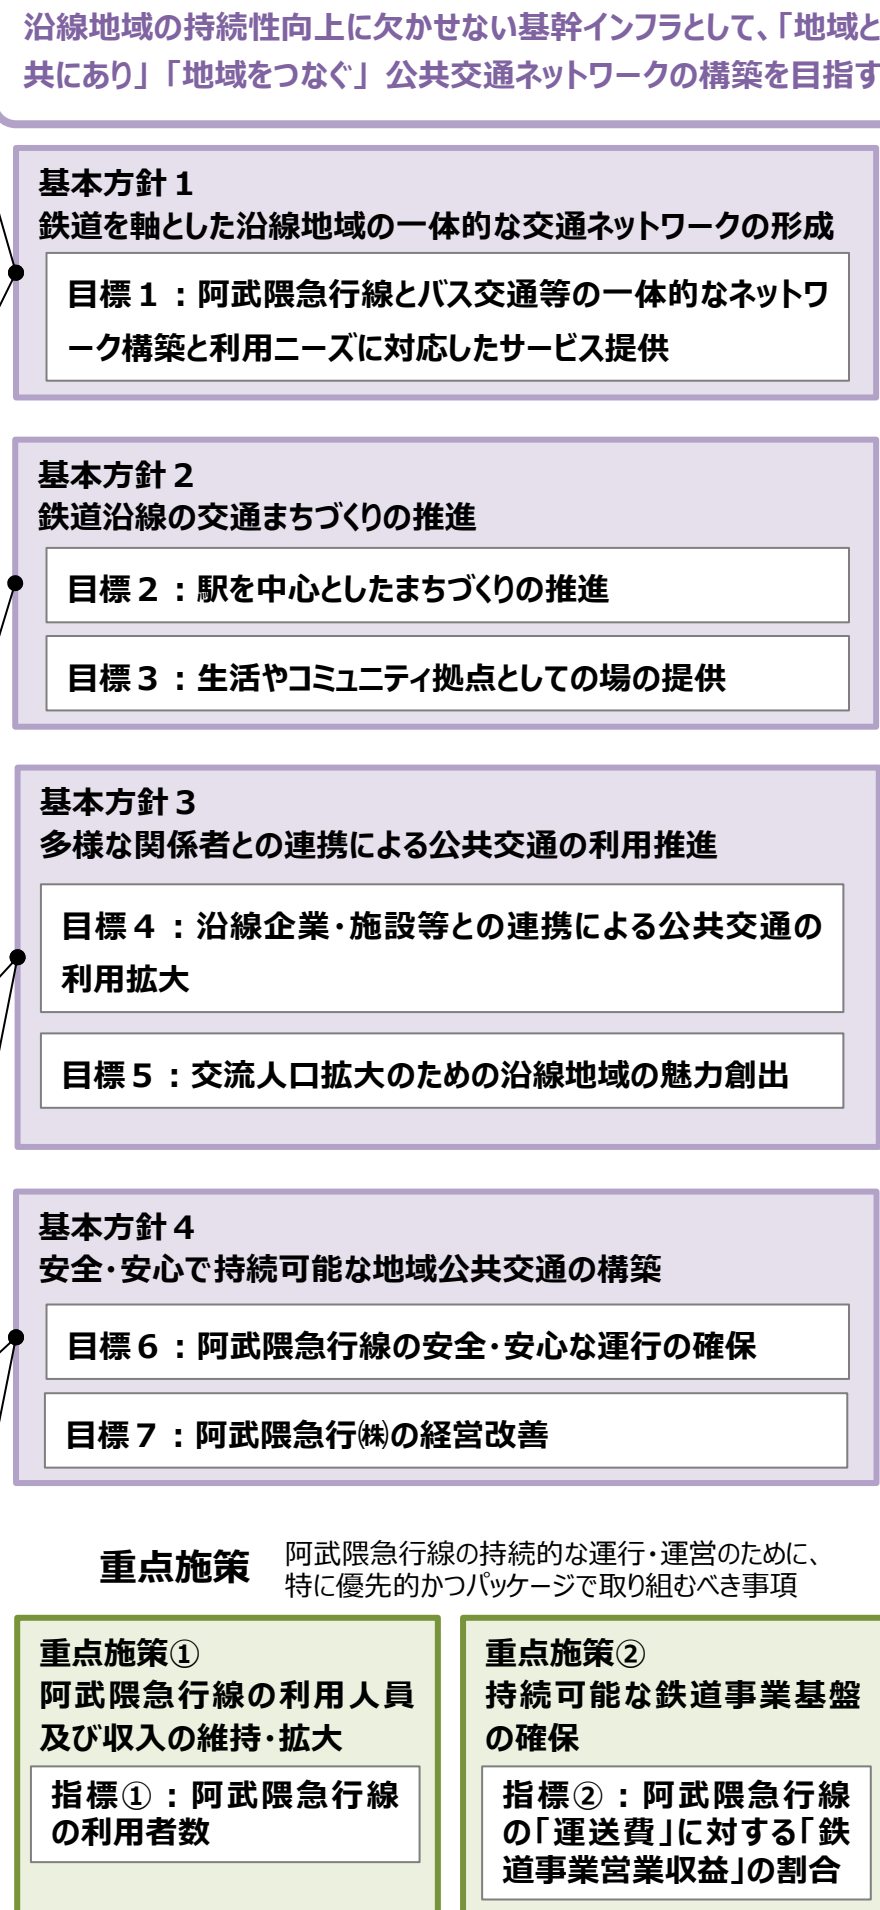 沿線地域の持続性向上に欠かせない基幹インフラとして、「地域と
共にあり」「地域をつなぐ」公共交通ネットワークの構築を目指す
基本方針１
鉄道を軸とした沿線地域の一体的な交通ネットワークの形成
目標１：阿武隈急行線とバス交通等の一体的なネットワ
ーク構築と利用ニーズに対応したサービス提供
基本方針２
鉄道沿線の交通まちづくりの推進
目標２：駅を中心としたまちづくりの推進
目標３：生活やコミュニティ拠点としての場の提供
基本方針３
多様な関係者との連携による公共交通の利用推進
目標４：沿線企業・施設等との連携による公共交通の
利用拡大
目標５：交流人口拡大のための沿線地域の魅力創出
基本方針４
安全・安心で持続可能な地域公共交通の構築
目標６：阿武隈急行線の安全・安心な運行の確保
目標７：阿武隈急行㈱の経営改善
重点施策
阿武隈急行線の持続的な運行・運営のために、
特に優先的かつパッケージで取り組むべき事項
重点施策①
阿武隈急行線の利用人員
及び収入の維持・拡大
指標①：阿武隈急行線
の利用者数
重点施策②
持続可能な鉄道事業基盤
の確保
指標②：阿武隈急行線
の「運送費」に対する「鉄
道事業営業収益」の割合